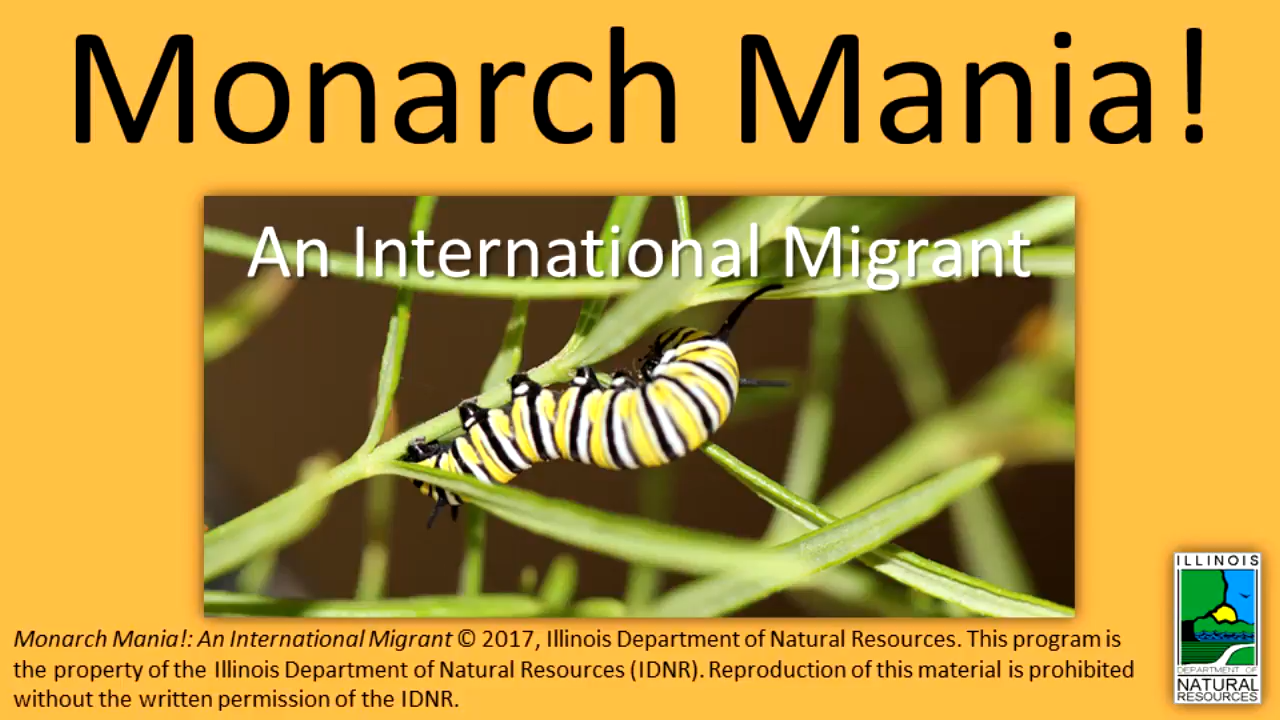 Monarch Mania!
An International Migrant
Monarch Mania!: An International Migrant © 2017, Illinois Department of Natural Resources. This program is
the property of the Illinois Department of Natural Resources (IDNR). Reproduction of this material is prohibited
without the written permission of the IDNR.
ILLINOIS
DEPARTMENT OF
NATURAL
RESOURCES